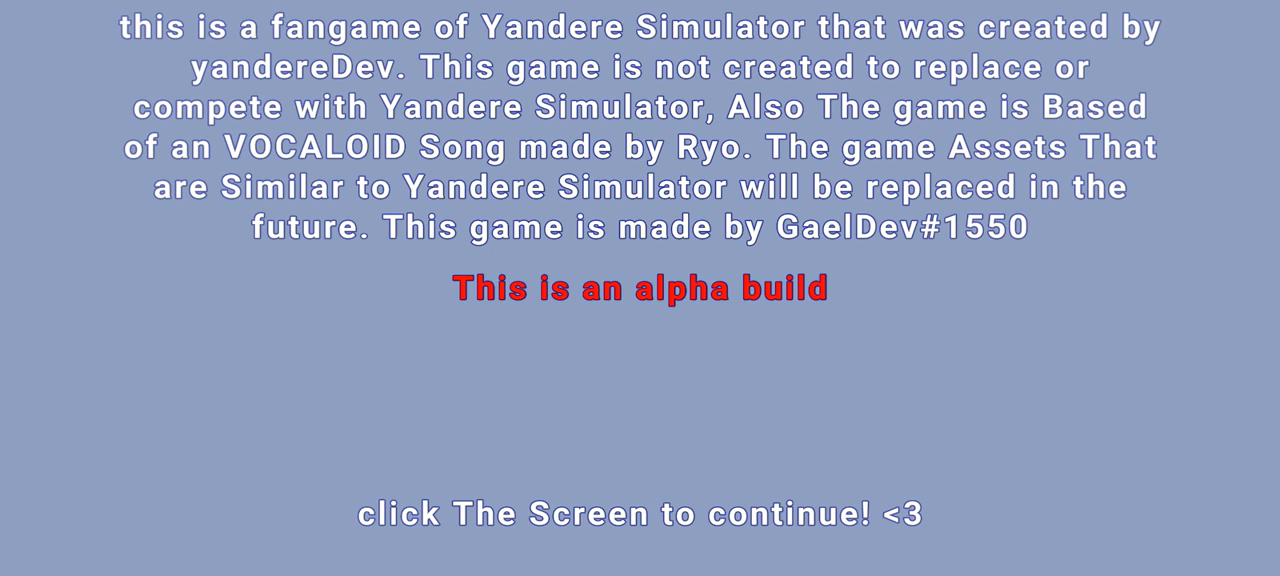 this is a fangame of Yandere Simulator that was created by
yandereDev. This game is not created to replace or
compete with Yandere Simulator, Also The game is Based
of an VOCALOID Song made by Ryo. The game Assets That
are Similar to Yandere Simulator will be replaced in the
future. This game is made by GaelDev#1550
This is an alpha build
click The Screen to continue! <3